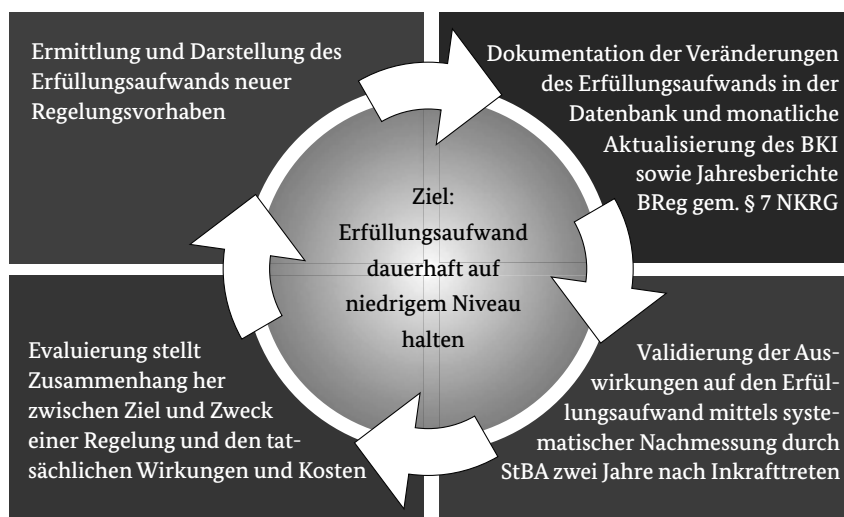 Ermittlung und Darstellung des
Erfüllungsaufwands neuer
Regelungsvorhaben
Dokumentation der Veränderungen
des Erfüllungsaufwands in der
Datenbank und monatliche
Aktualisierung des BKI
sowie Jahresberichte
BReg gem. § 7 NKRG
Ziel:
Erfüllungsaufwand
dauerhaft auf
niedrigem Niveau
halten
Validierung der Aus-
wirkungen auf den Erfül-
lungsaufwand mittels syste-
matischer Nachmessung durch
StBA zwei Jahre nach Inkrafttreten
Evaluierung stellt
Zusammenhang her
zwischen Ziel und Zweck
einer Regelung und den tat-
sächlichen Wirkungen und Kosten